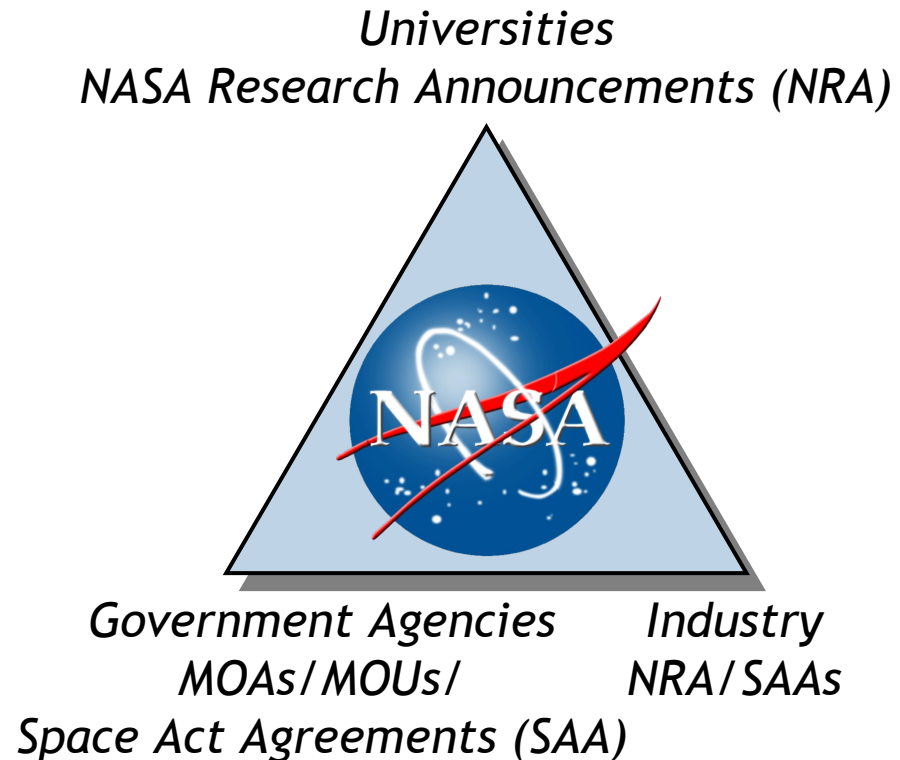 Universities
NASA Research Announcements (NRA)
NASA
Government Agencies
MOAs/MOUs/
Space Act Agreements (SAA)
Industry
NRA/SAAs